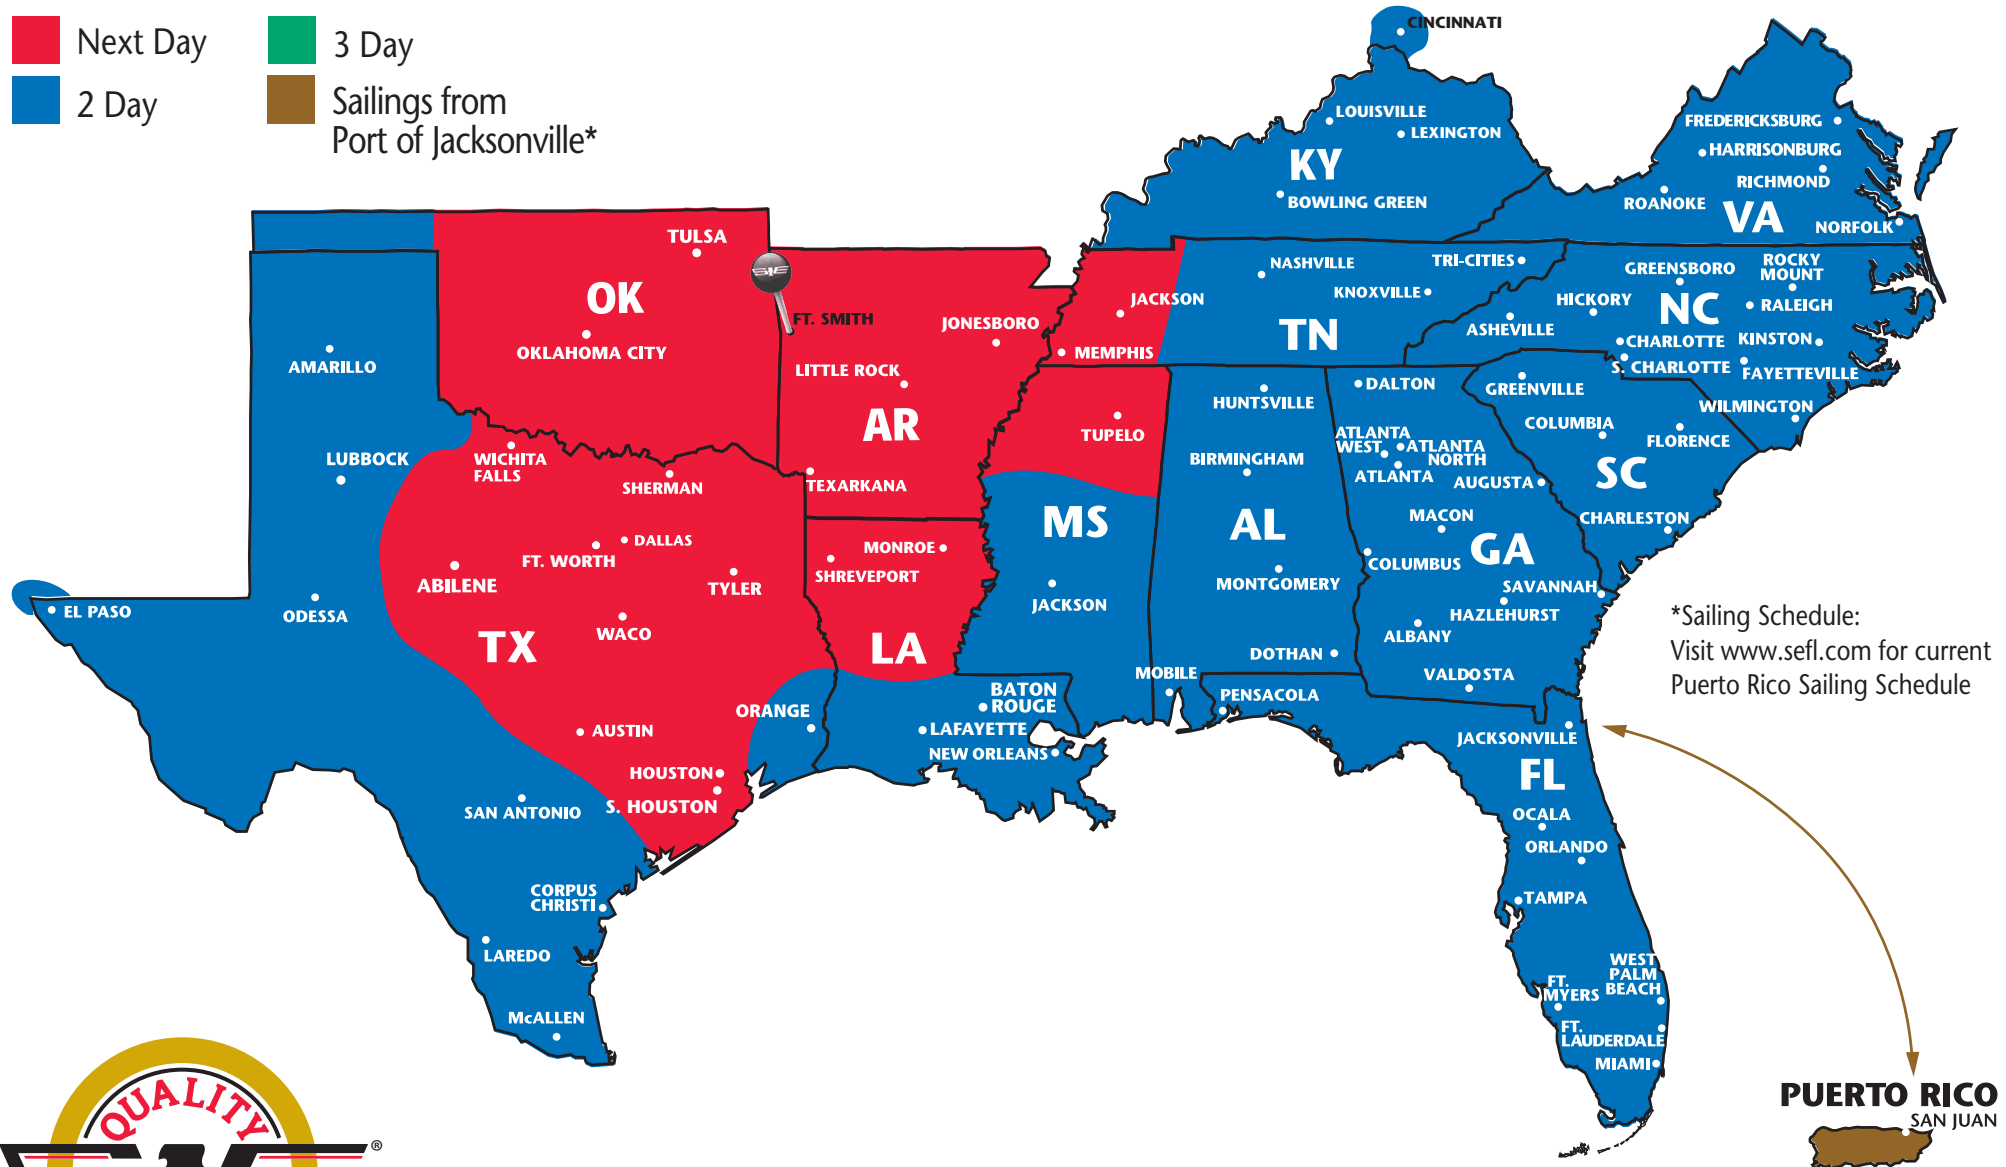 Next Day
3 Day
2 Day
Sailings from
Port of Jacksonville*
CINCINNATI
LOUISVILLE
LEXINGTON
KY
BOWLING GREEN
FREDERICKSBURG
HARRISONBURG
RICHMOND
ROANOKE
VA
NORFOLK
TULSA
OK
OKLAHOMA CITY
FT. SMITH
JONESBORO
LITTLE ROCK
AR
TEXARKANA
JACKSON
MEMPHIS
NASHVILLE
TRI-CITIES
KNOXVILLE
TN
GREENSBORO
ROCKY
MOUNT
HICKORY
NC
RALEIGH
ASHEVILLE
CHARLOTTE
KINSTON
S. CHARLOTTE
FAYETTEVILLE
WILMINGTON
AMARILLO
LUBBOCK
WICHITA
FALLS
SHERMAN
DALLAS
FT. WORTH
ABILENE
TYLER
EL PASO
ODESSA
WACO
TX
AUSTIN
ORANGE
HOUSTON
S. HOUSTON
SAN ANTONIO
CORPUS
CHRISTI
LAREDO
McALLEN
MONROE
SHREVEPORT
LA
BATON
ROUGE
LAFAYETTE
NEW ORLEANS
TUPELO
MS
JACKSON
HUNTSVILLE
BIRMINGHAM
AL
MONTGOMERY
DOTHAN
MOBILE
DALTON
ATLANTA
WEST
ATLANTA
NORTH
ATLANTA
AUGUSTA
MACON
GA
COLUMBUS
SAVANNAH
HAZLEHURST
ALBANY
VALDOSTA
GREENVILLE
COLUMBIA
FLORENCE
SC
CHARLESTON
PENSACOLA
JACKSONVILLE
FL
OCALA
ORLANDO
TAMPA
WEST
PALM
BEACH
FT.
MYERS
FT.
LAUDERDALE
MIAMI
*Sailing Schedule:
Visit www.sefl.com for current
Puerto Rico Sailing Schedule
PUERTO RICO
SAN JUAN
QUALITY
®